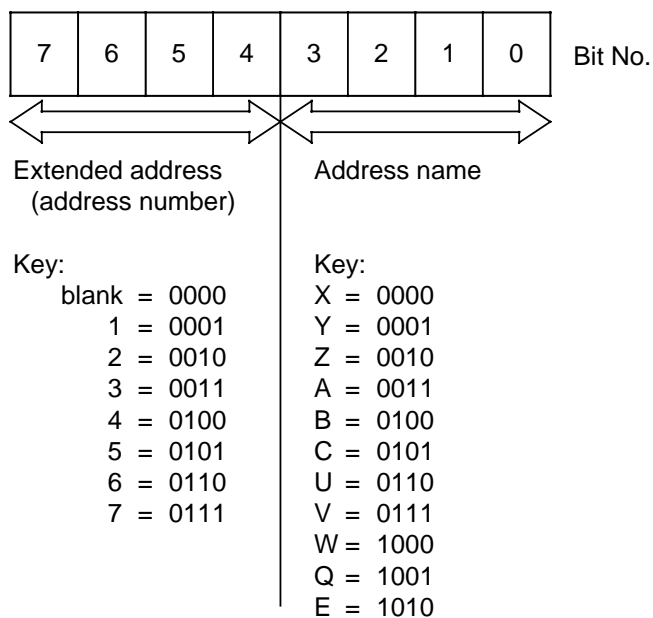 7 6 5 4 3 2 1 0 Bit No.
Extended address
(address number)
Key:
blank = 0000
1 = 0001
2 = 0010
3 = 0011
4 = 0100
5 = 0101
6 = 0110
7 = 0111
Address name
Key:
X = 0000
Y = 0001
Z = 0010
A = 0011
B = 0100
C = 0101
U = 0110
V = 0111
W = 1000
Q = 1001
E = 1010